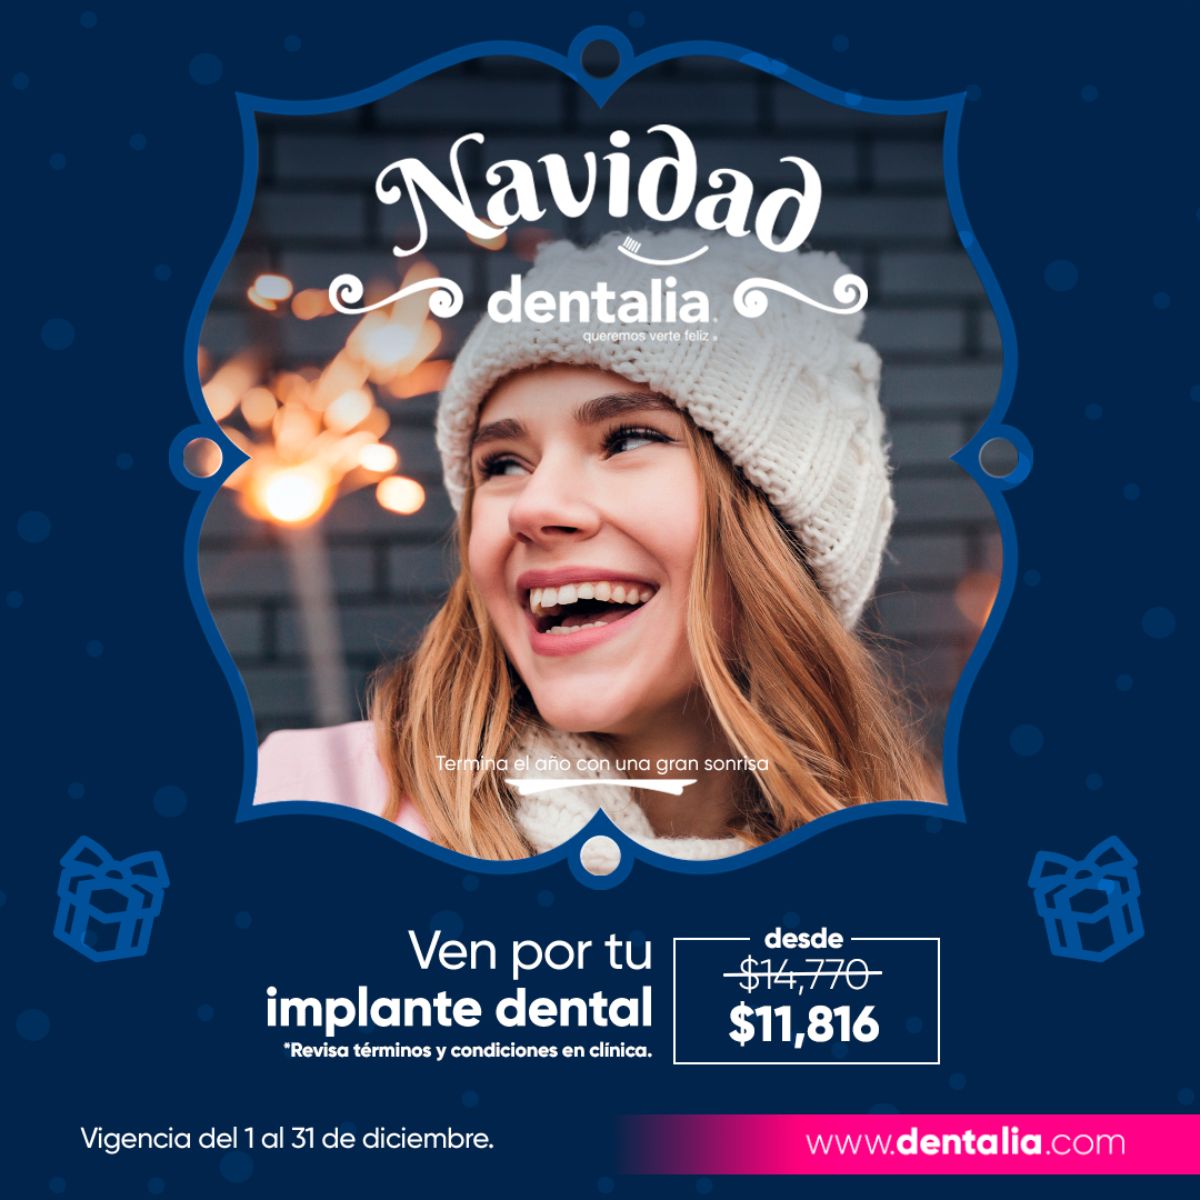 Navidad
dentalia
queremos verte feliz
Termina el año con una gran sonrisa
Ven por tu
implante dental
*Revisa términos y condiciones en clínica.
desde
$14,770
$11,816
Vigencia del 1 al 31 de diciembre.
www.dentalia.com